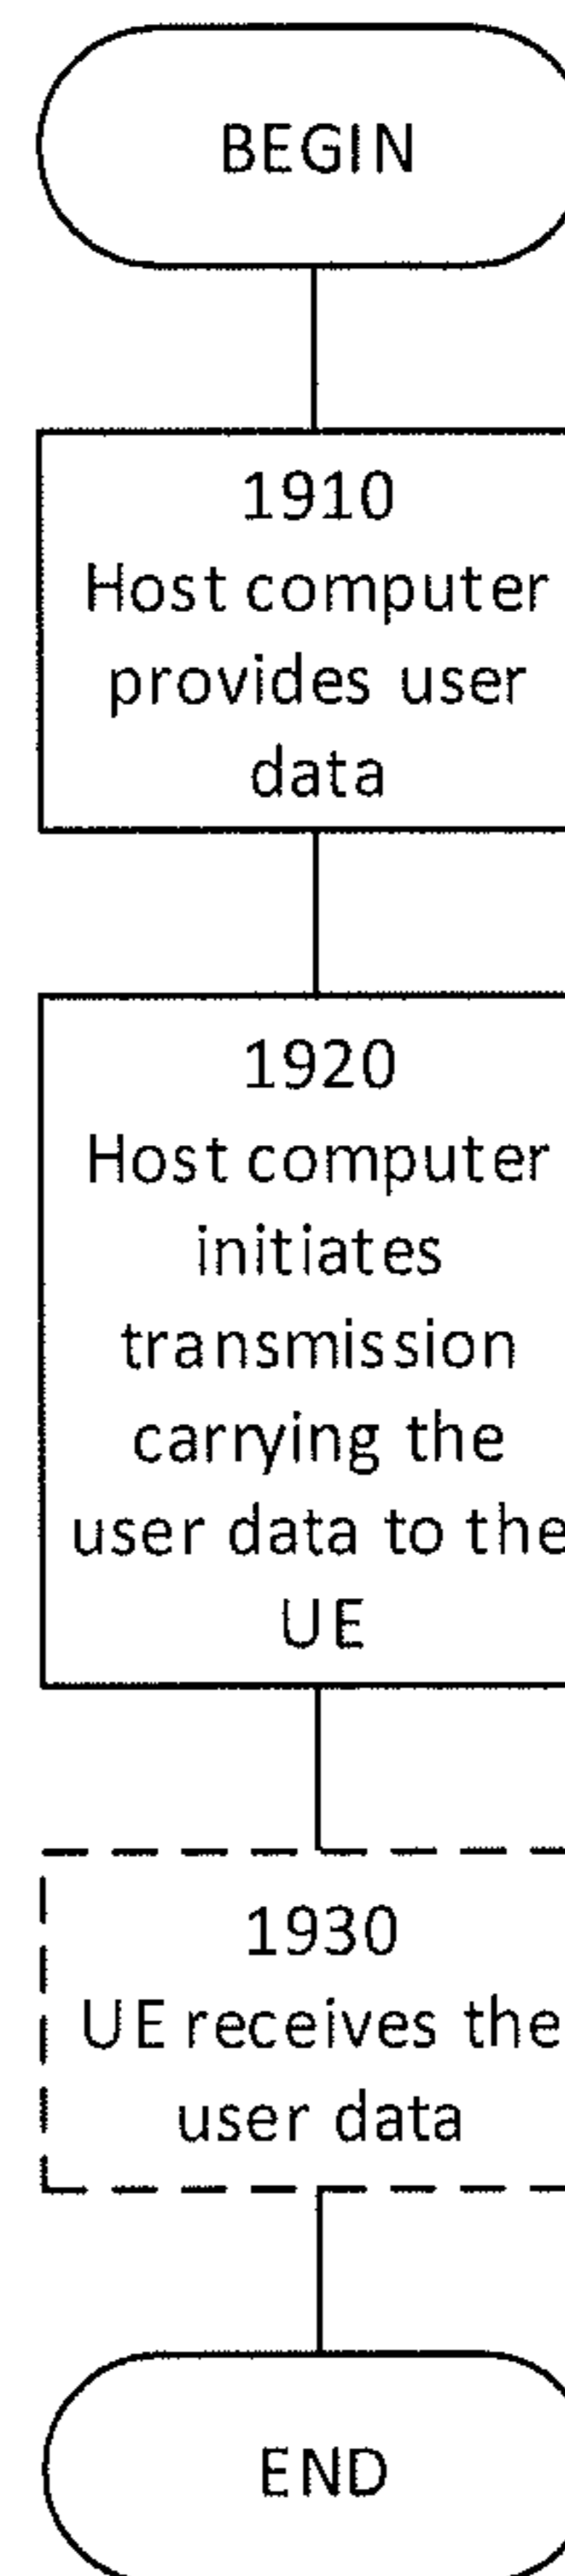 BEGIN
1910
Host computer
provides user
data
1920
Host computer
initiates
transmission
carrying the
user data to the
UE
1930
UE receives the
user data
END